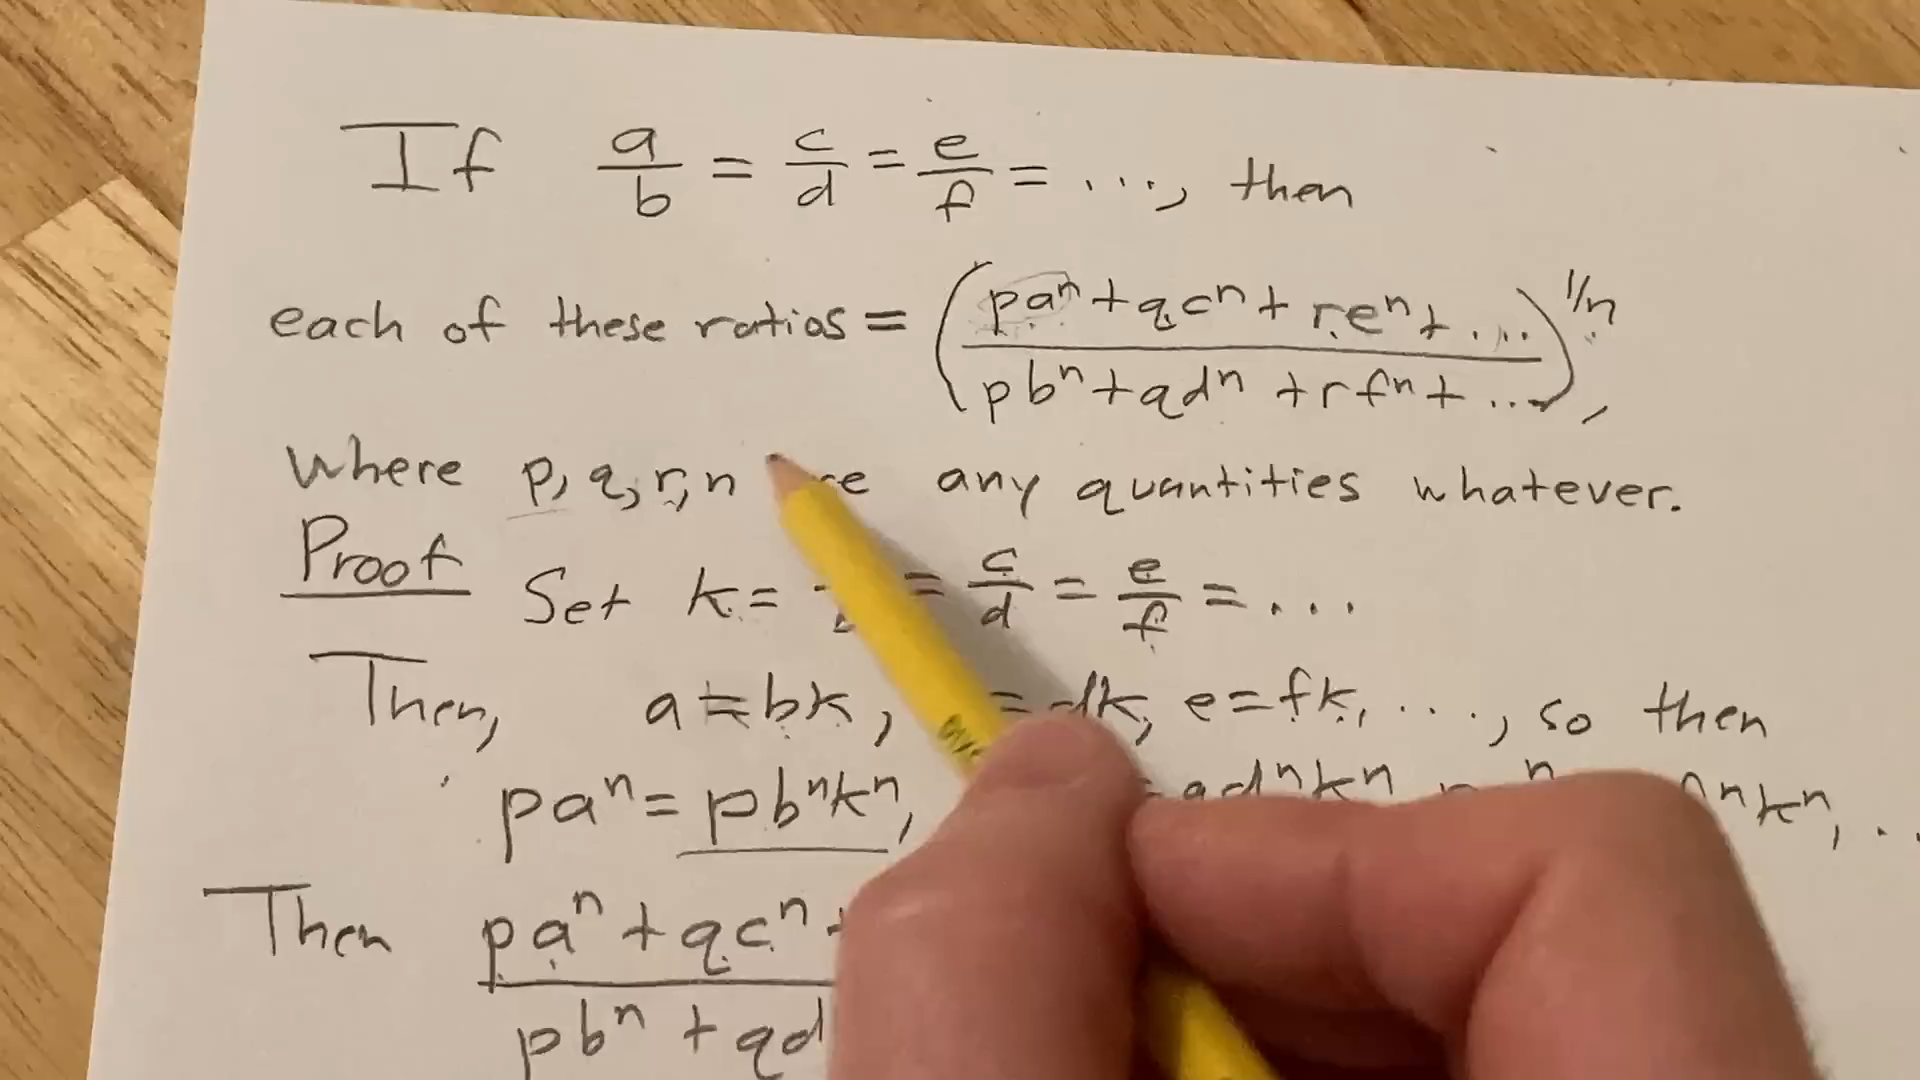 If a/b = c/d = e/f = ..., then
each of these ratios = (pa^n + qc^n + re^n + ... / pb^n + qd^n + rf^n + ...)^1/n,
where p, q, r, n any quantities whatever.
Proof Set k = = c/d = e/f = ...
Then, a = bk, = dk, e = fk, ..., so then
pa^n = pb^n k^n, = qd^n k^n, k^n, ..
Then pa^n + qc^n + / pb^n + qd